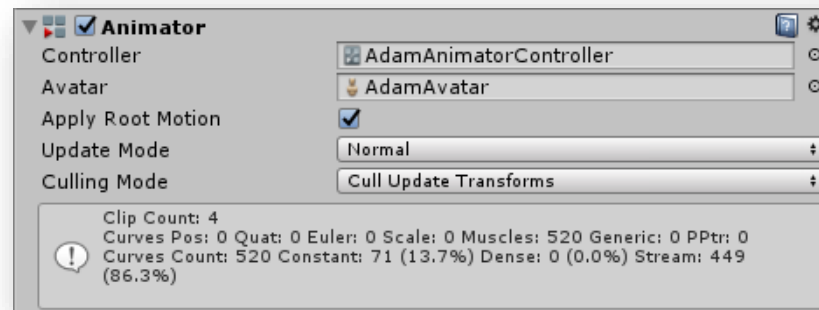 Animator
Controller AdamAnimatorController
Avatar AdamAvatar
Apply Root Motion
Update Mode Normal
Culling Mode Cull Update Transforms
Clip Count: 4
Curves Pos: 0 Quat: 0 Euler: 0 Scale: 0 Muscles: 520 Generic: 0 PPtr: 0
Curves Count: 520 Constant: 71 (13.7%) Dense: 0 (0.0%) Stream: 449
(86.3%)